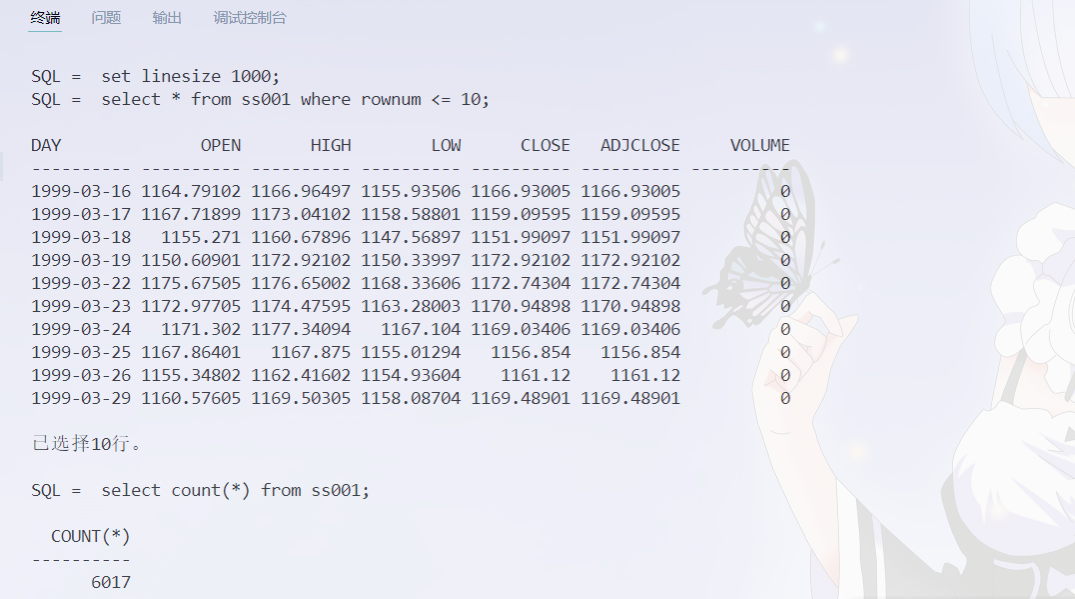 终端 问题 输出 调试控制台
SQL = set linesize 1000;
SQL = select * from ss001 where rownum <= 10;
DAY OPEN HIGH LOW CLOSE ADJCLOSE VOLUME
---------- ---------- ---------- ---------- ---------- ---------- ----------
1999-03-16 1164.79102 1166.96497 1155.93506 1166.93005 1166.93005 0
1999-03-17 1167.71899 1173.04102 1158.58801 1159.09595 1159.09595 0
1999-03-18 1155.271 1160.67896 1147.56897 1151.99097 1151.99097 0
1999-03-19 1150.60901 1172.92102 1150.33997 1172.92102 1172.92102 0
1999-03-22 1175.67505 1176.65002 1168.33606 1172.74304 1172.74304 0
1999-03-23 1172.97705 1174.47595 1163.28003 1170.94898 1170.94898 0
1999-03-24 1171.302 1177.34094 1167.104 1169.03406 1169.03406 0
1999-03-25 1167.86401 1167.875 1155.01294 1156.854 1156.854 0
1999-03-26 1155.34802 1162.41602 1154.93604 1161.12 1161.12 0
1999-03-29 1160.57605 1169.50305 1158.08704 1169.48901 1169.48901 0
已选择10行。
SQL = select count(*) from ss001;
COUNT(*)
----------
6017